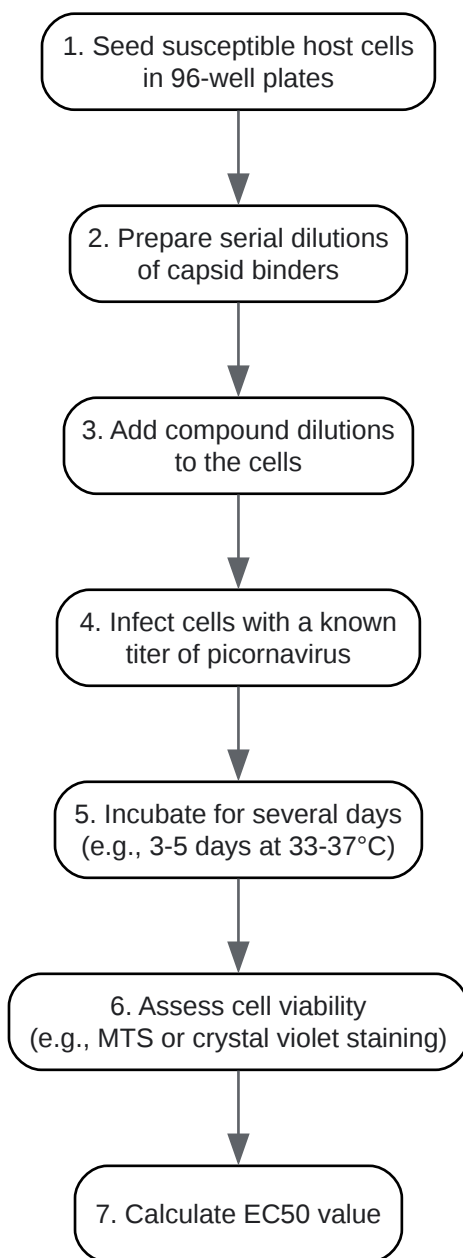 1. Seed susceptible host cells
in 96-well plates
2. Prepare serial dilutions
of capsid binders
3. Add compound dilutions
to the cells
4. Infect cells with a known
titer of picornavirus
5. Incubate for several days
(e.g., 3-5 days at 33-37°C)
6. Assess cell viability
(e.g., MTS or crystal violet staining)
7. Calculate EC50 value